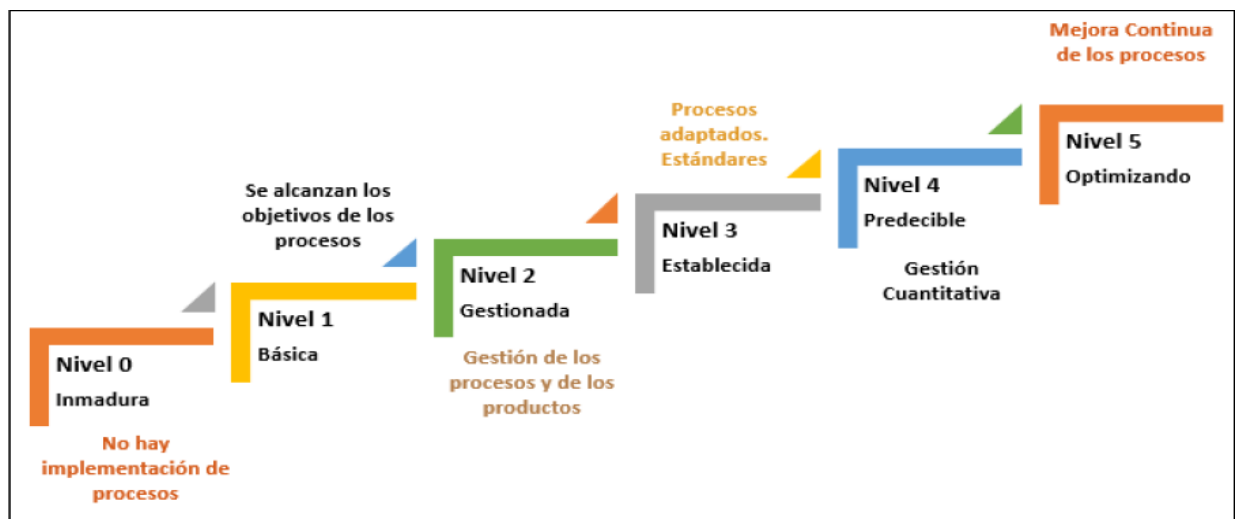 Nivel 0
Inmadura
No hay
implementación de
procesos
Nivel 1
Básica
Se alcanzan los
objetivos de los
procesos
Nivel 2
Gestionada
Gestión de los
procesos y de los
productos
Nivel 3
Establecida
Procesos
adaptados.
Estándares
Nivel 4
Predecible
Gestión
Cuantitativa
Nivel 5
Optimizando
Mejora Continua
de los procesos